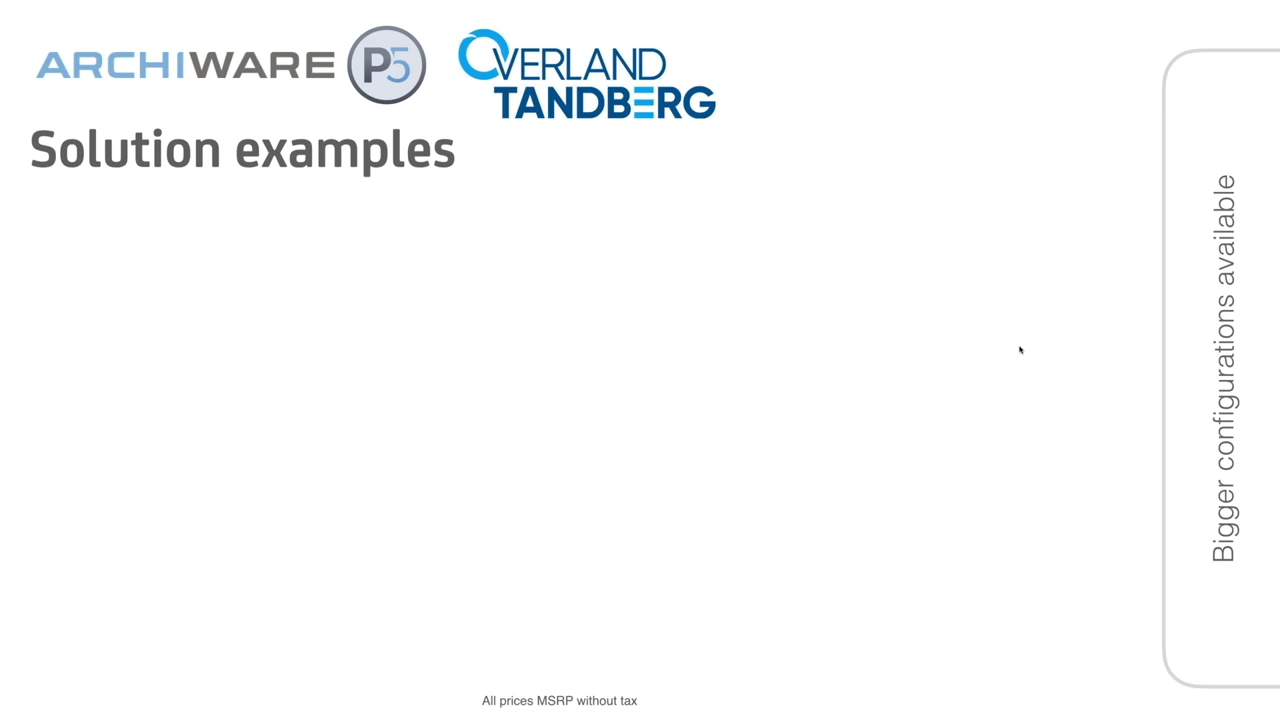 ARCHIWARE P5
OVERLAND
TANDBERG
Solution examples
Bigger configurations available
All prices MSRP without tax